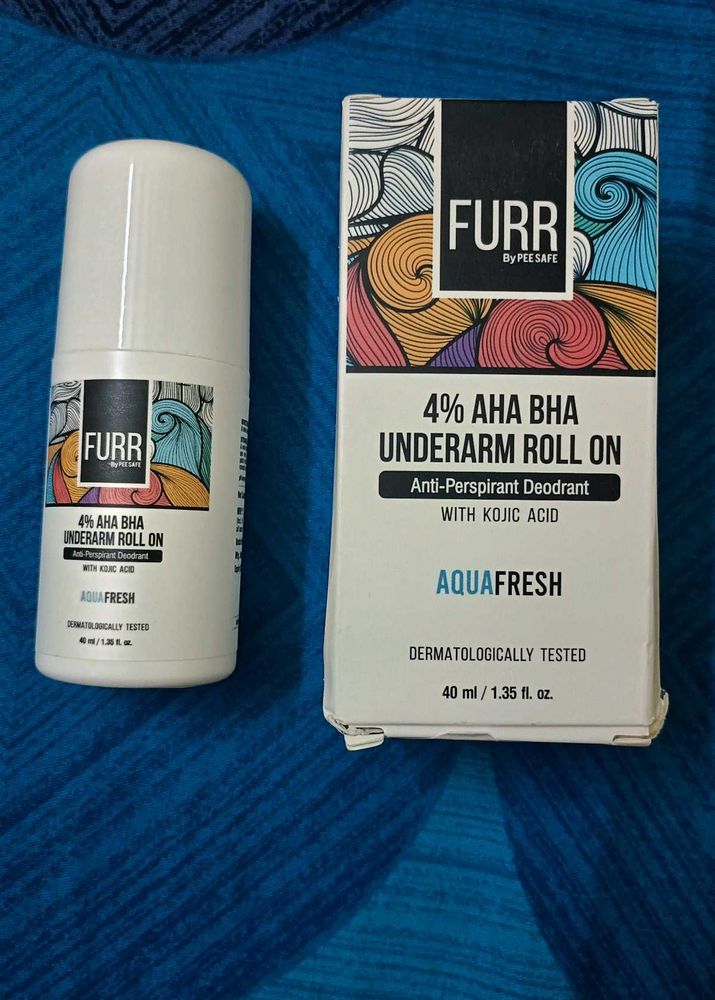 FURR
By PEE SAFE
4% AHA BHA
UNDERARM ROLL ON
Anti-Perspirant Deodrant
WITH KOJIC ACID
AQUAFRESH
DERMATOLOGICALLY TESTED
40 ml / 1.35 fl. oz.
FURR
By PEE SAFE
4% AHA BHA
UNDERARM ROLL ON
Anti-Perspirant Deodrant
WITH KOJIC ACID
AQUAFRESH
DERMATOLOGICALLY TESTED
40 ml / 1.35 fl. oz.